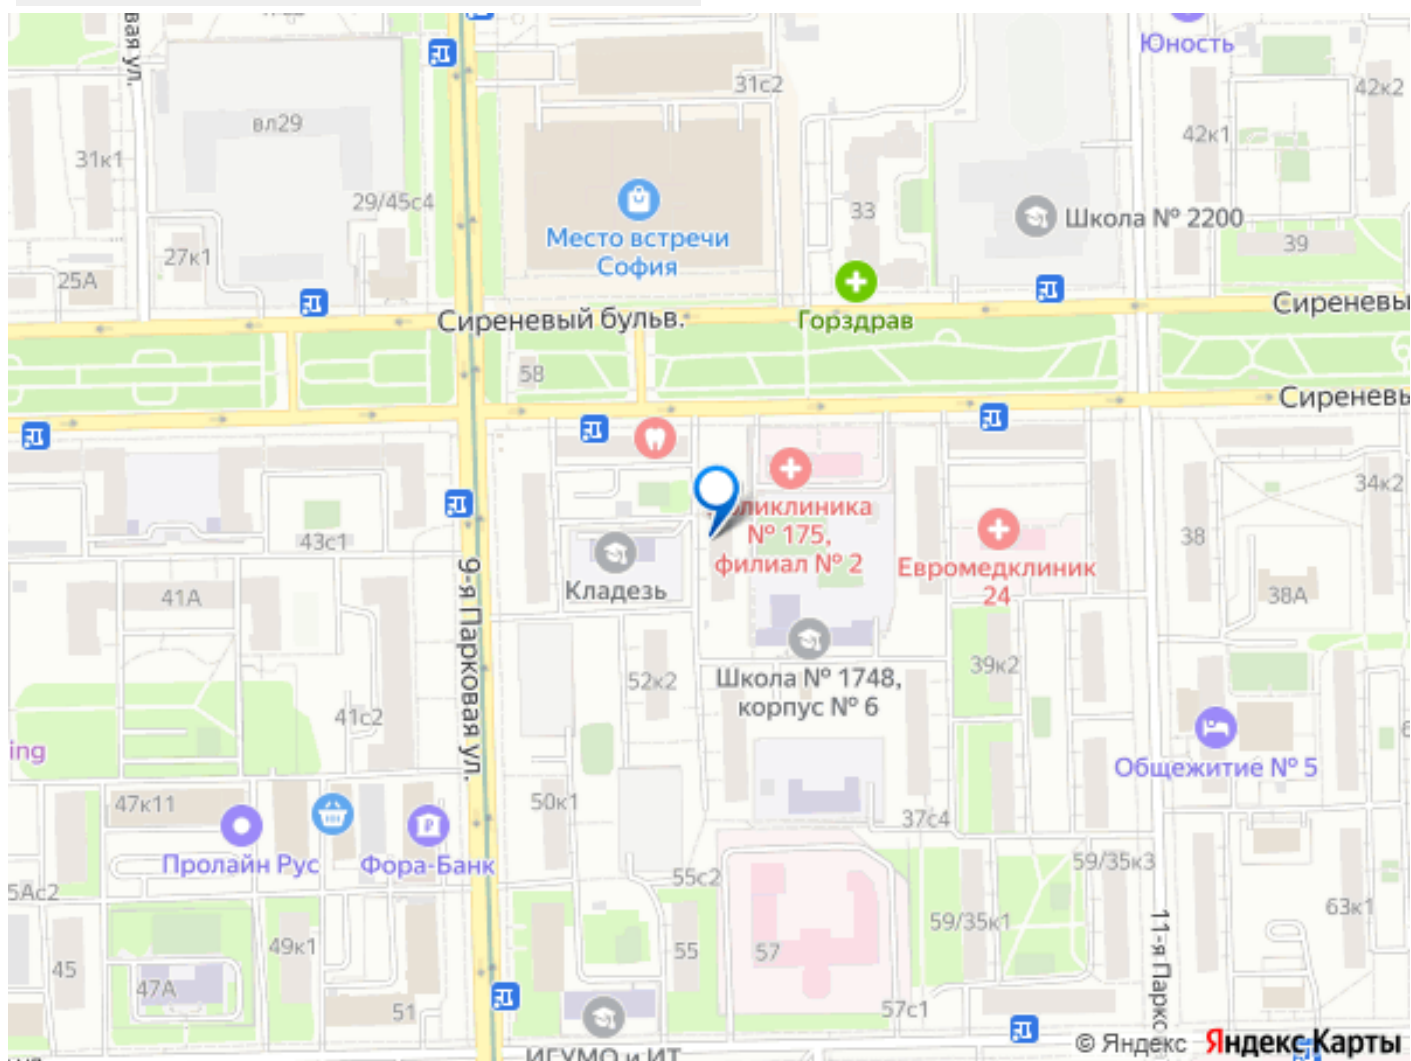 вая ул.
Юность
31с2
42к2
вл29
42к1
31к1
29/45с4
33
Школа № 2200
Место встречи
София
39
27к1
25А
Сиреневы
Сиреневый бульв.
Горздрав
58
Сиреневы
34к2
оликлиника
№ 175,
филиал № 2
43с1
38
Евромедклиник
24
Кладезь
41А
38А
9-я Парковая ул.
39к2
52к2
Школа № 1748,
корпус № 6
41с2
ing
Общежитие № 5
47к11
50к1
37с4
Пролайн Рус
Фора-Банк
59/35к3
55с2
5Ас2
63к1
59/35к1
11-я Паркс
49к1
55
57
45
47А
51
57с1
ИГУМО и ИТ
© Яндекс Яндекс Карты